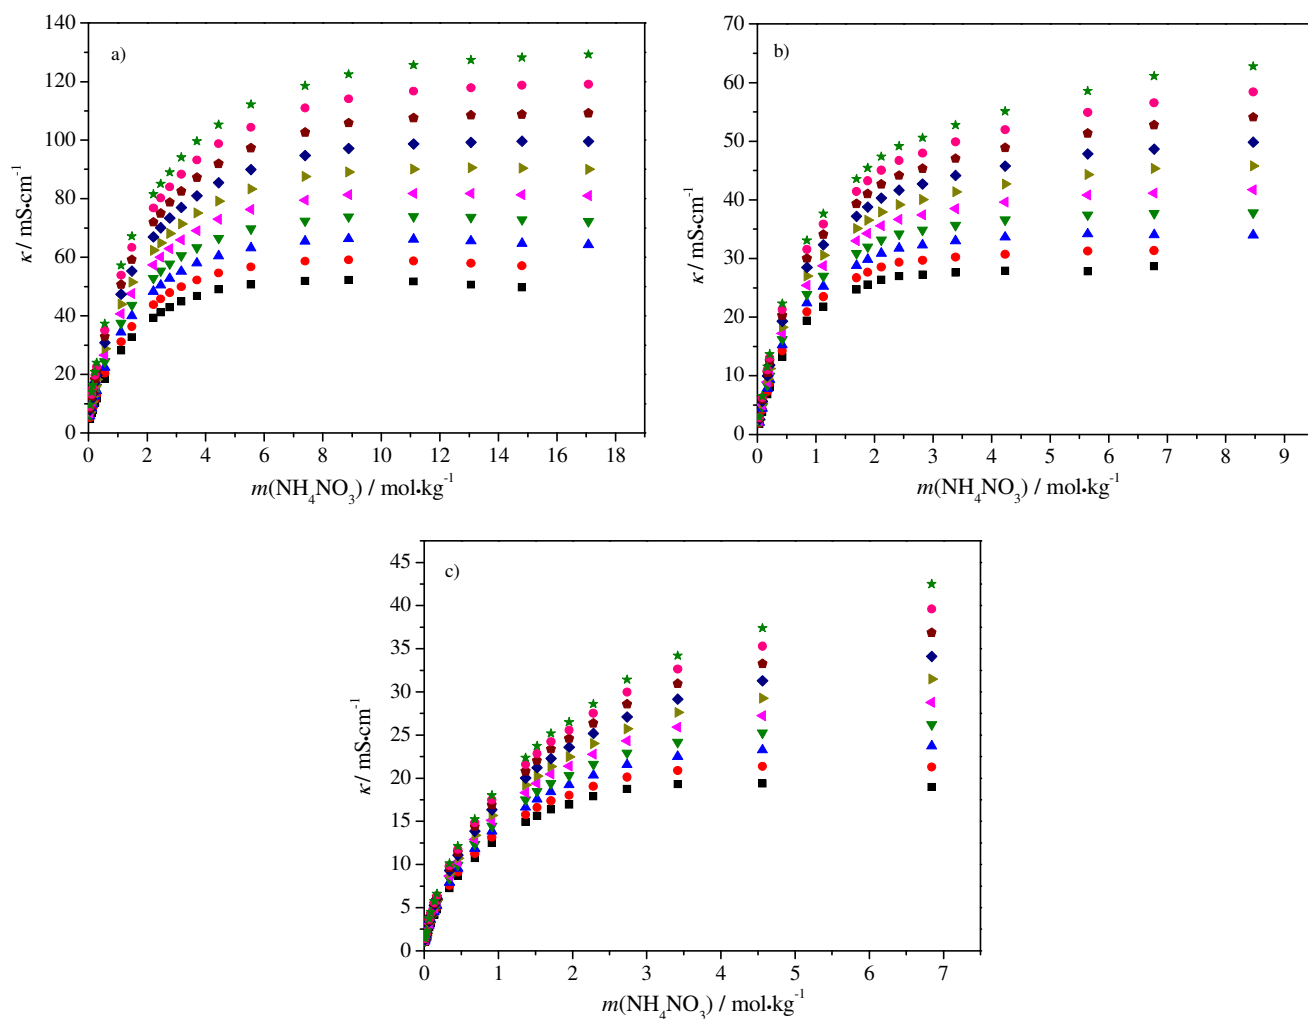 140
120
100
80
60
40
20
0
a)
κ / mS•cm⁻¹
0 2 4 6 8 10 12 14 16 18
m(NH₄NO₃) / mol•kg⁻¹
70
60
50
40
30
20
10
0
b)
κ / mS•cm⁻¹
0 1 2 3 4 5 6 7 8 9
m(NH₄NO₃) / mol•kg⁻¹
45
40
35
30
25
20
15
10
5
0
c)
κ / mS•cm⁻¹
0 1 2 3 4 5 6 7
m(NH₄NO₃) / mol•kg⁻¹